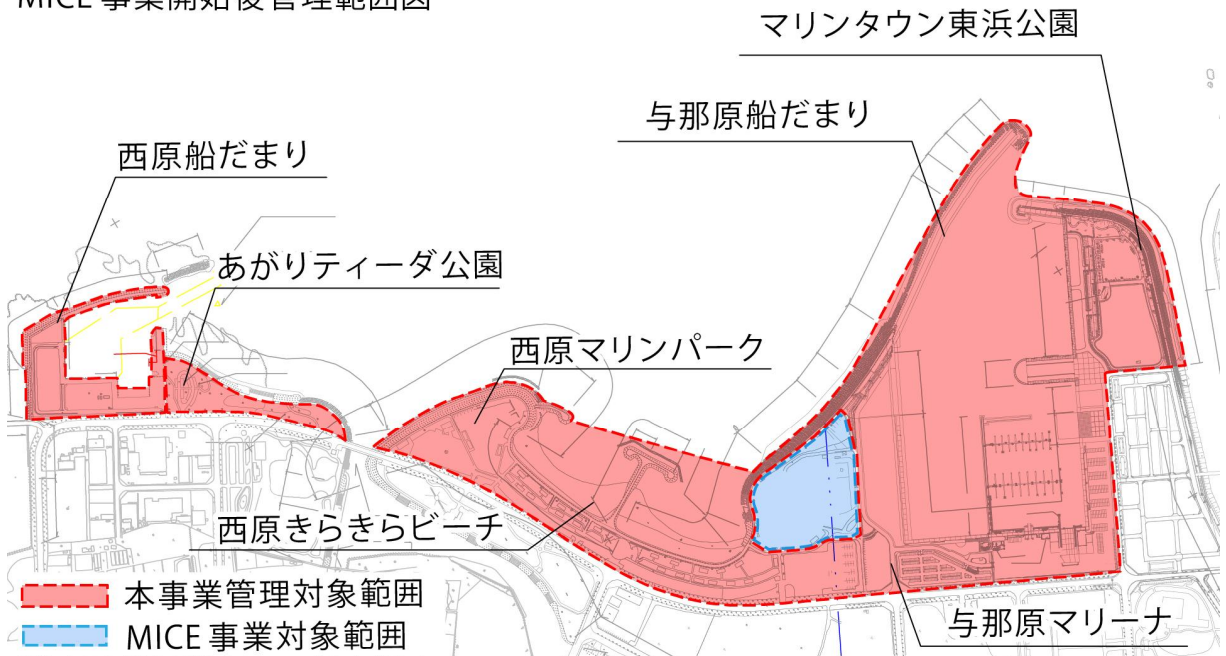 MICE 事業開始後管理範囲図
マリンタウン東浜公園
与那原船だまり
西原船だまり
あがりティーダ公園
西原マリンパーク
西原きらきらビーチ
本事業管理対象範囲
MICE 事業対象範囲
与那原マリーナ